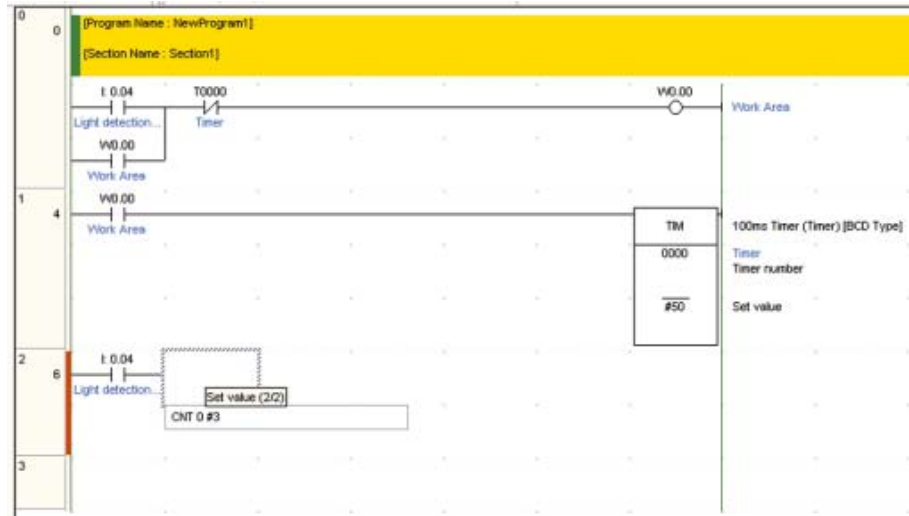 0
0
[Program Name : NewProgram1]
[Section Name : Section1]
I: 0.04 T0000 W0.00
Light detection... Timer Work Area
W0.00
Work Area
1
4
W0.00
Work Area
TIM 100ms Timer (Timer) [BCD Type]
0000 Timer
Timer number
#50 Set value
2
6
I: 0.04
Light detection...
Set value (2/2)
CNT 0 #3
3